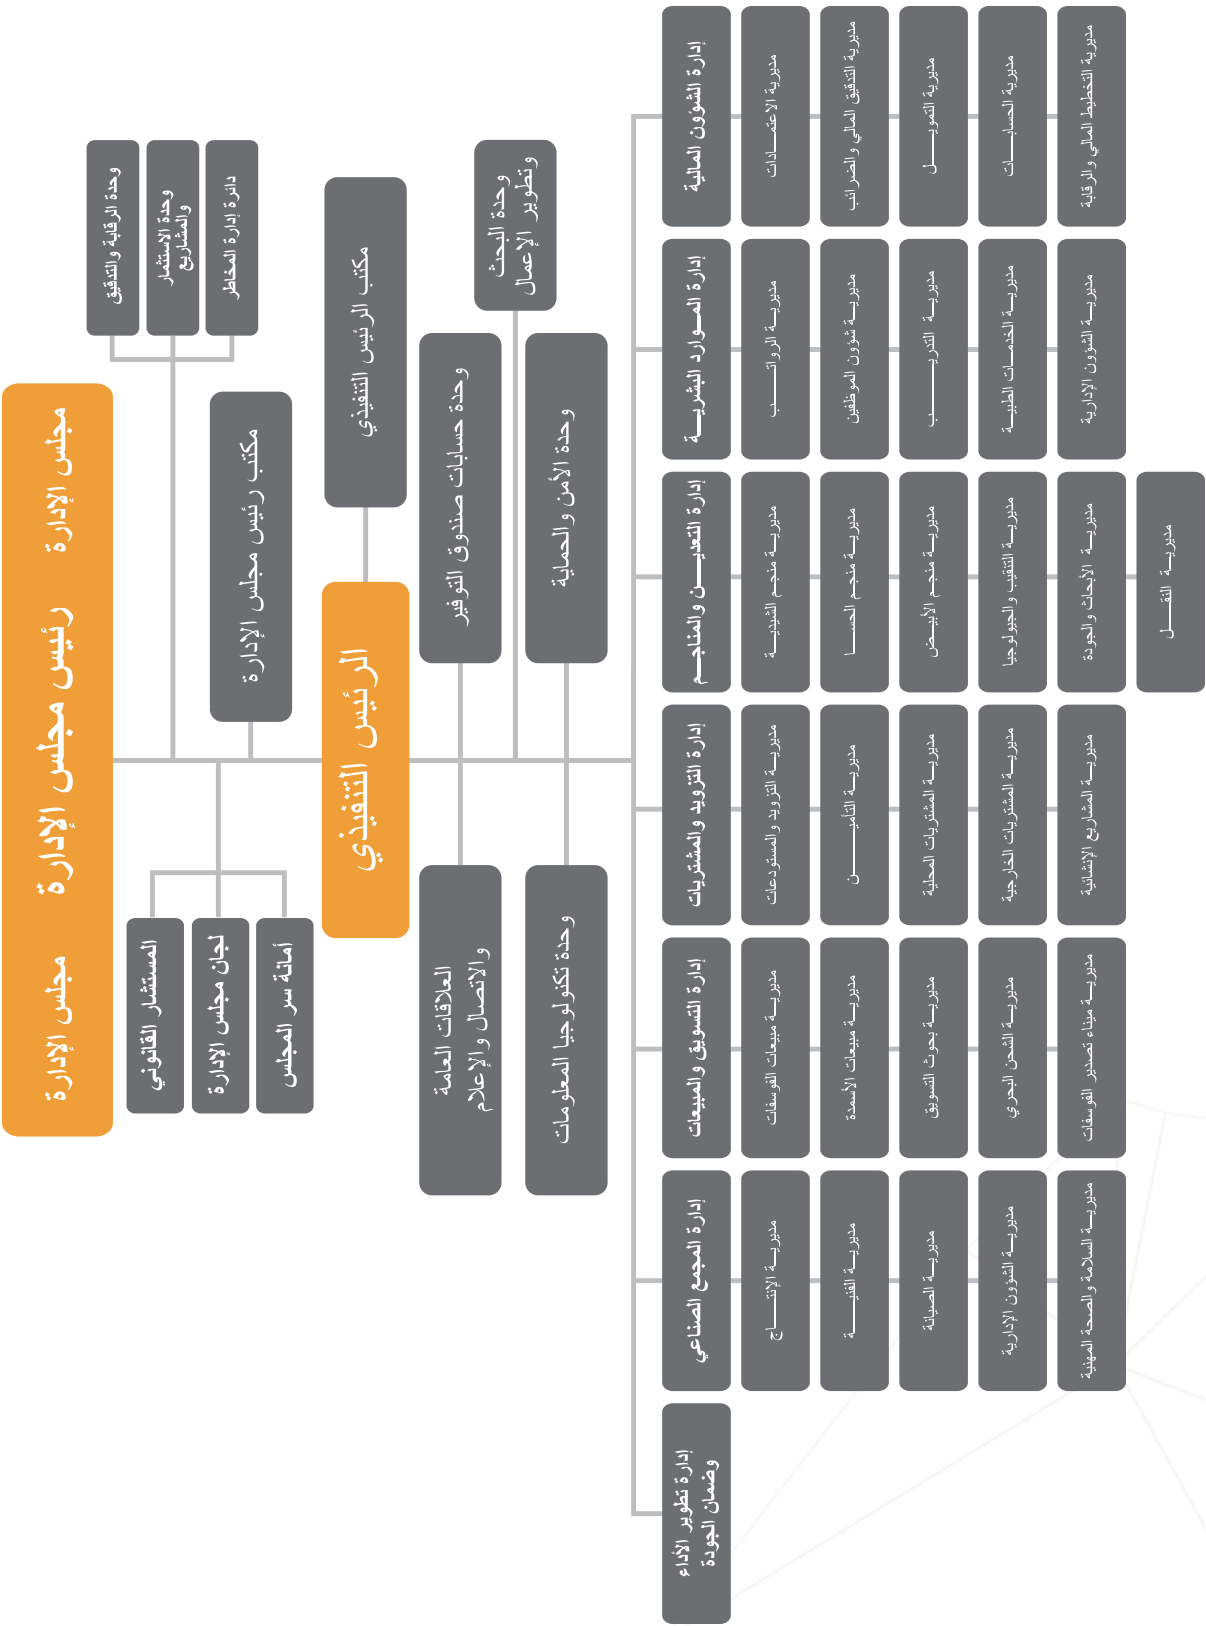 مجلس الإدارة رئيس مجلس الإدارة مجلس الإدارة
وحدة الرقابة والتدقيق
وحدة الاستثمار
والمشاريع
دائرة إدارة المخاطر
المستشار القانوني
لجان مجلس الإدارة
أمانة سر المجلس
مكتب رئيس مجلس الإدارة
الرئيس التنفيذي
مكتب الرئيس التنفيذي
وحدة حسابات صندوق التوفير
العلاقات العامة
والاتصال والإعلام
وحدة البحث
وتطوير الإعمال
وحدة الأمن والحماية
وحدة تكنولوجيا المعلومات
إدارة الشؤون المالية
مديرية الاعتمادات
مديرية التدقيق المالي والضرائب
مديرية التمويل
مديرية الحسابات
مديرية التخطيط المالي والرقابة
إدارة الموارد البشرية
مديرية الرواتب
مديرية شؤون الموظفين
مديرية التدريب
مديرية الخدمات الطبية
مديرية الشؤون الإدارية
إدارة التعدين والمناجم
مديرية منجم الشيدية
مديرية منجم الحسا
مديرية منجم الأبيض
مديرية التنقيب والجيولوجيا
مديرية الأبحاث والجودة
مديرية النقل
إدارة التزويد والمشتريات
مديرية التزويد والمستودعات
مديرية التأمين
مديرية المشتريات المحلية
مديرية المشتريات الخارجية
مديرية المشاريع الإنشائية
إدارة التسويق والمبيعات
مديرية مبيعات الفوسفات
مديرية مبيعات الأسمدة
مديرية بحوث التسويق
مديرية الشحن البحري
مديرية ميناء تصدير الفوسفات
إدارة المجمع الصناعي
مديرية الإنتاج
مديرية الفنية
مديرية الصيانة
مديرية الشؤون الإدارية
مديرية السلامة والصحة المهنية
إدارة تطوير الأداء
وضمان الجودة